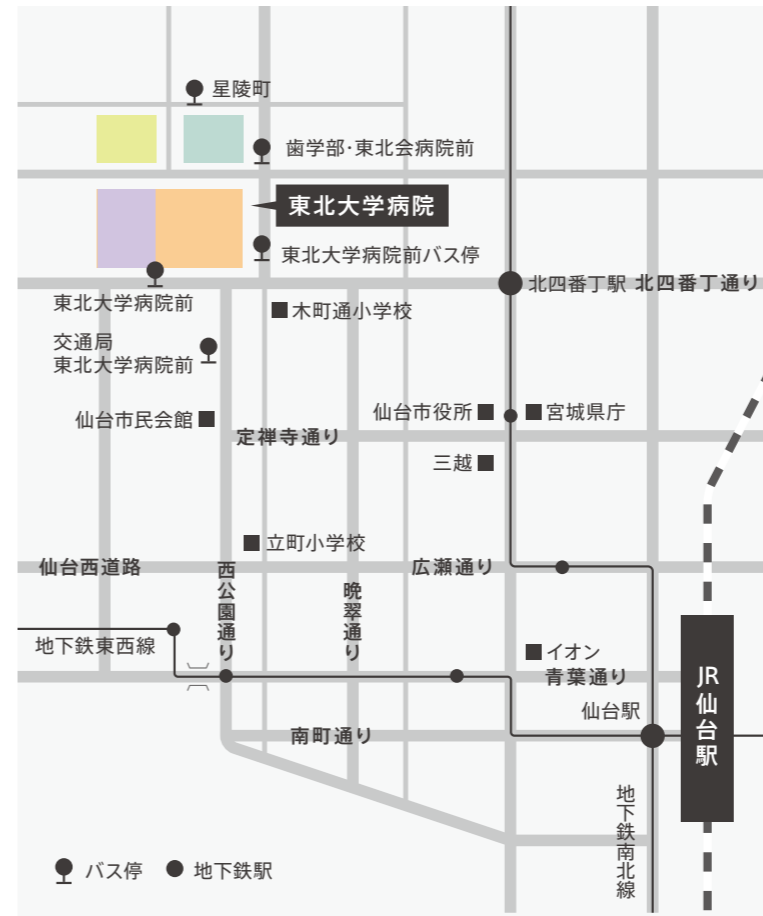 星陵町
歯学部・東北会病院前
東北大学病院
東北大学病院前バス停
北四番丁駅
北四番丁通り
東北大学病院前
木町通小学校
交通局
東北大学病院前
仙台市民会館
仙台市役所
宮城県庁
定禅寺通り
三越
立町小学校
仙台西道路
広瀬通り
西公園通り
晩翠通り
地下鉄東西線
イオン
青葉通り
JR仙台駅
仙台駅
南町通り
地下鉄南北線
バス停
地下鉄駅